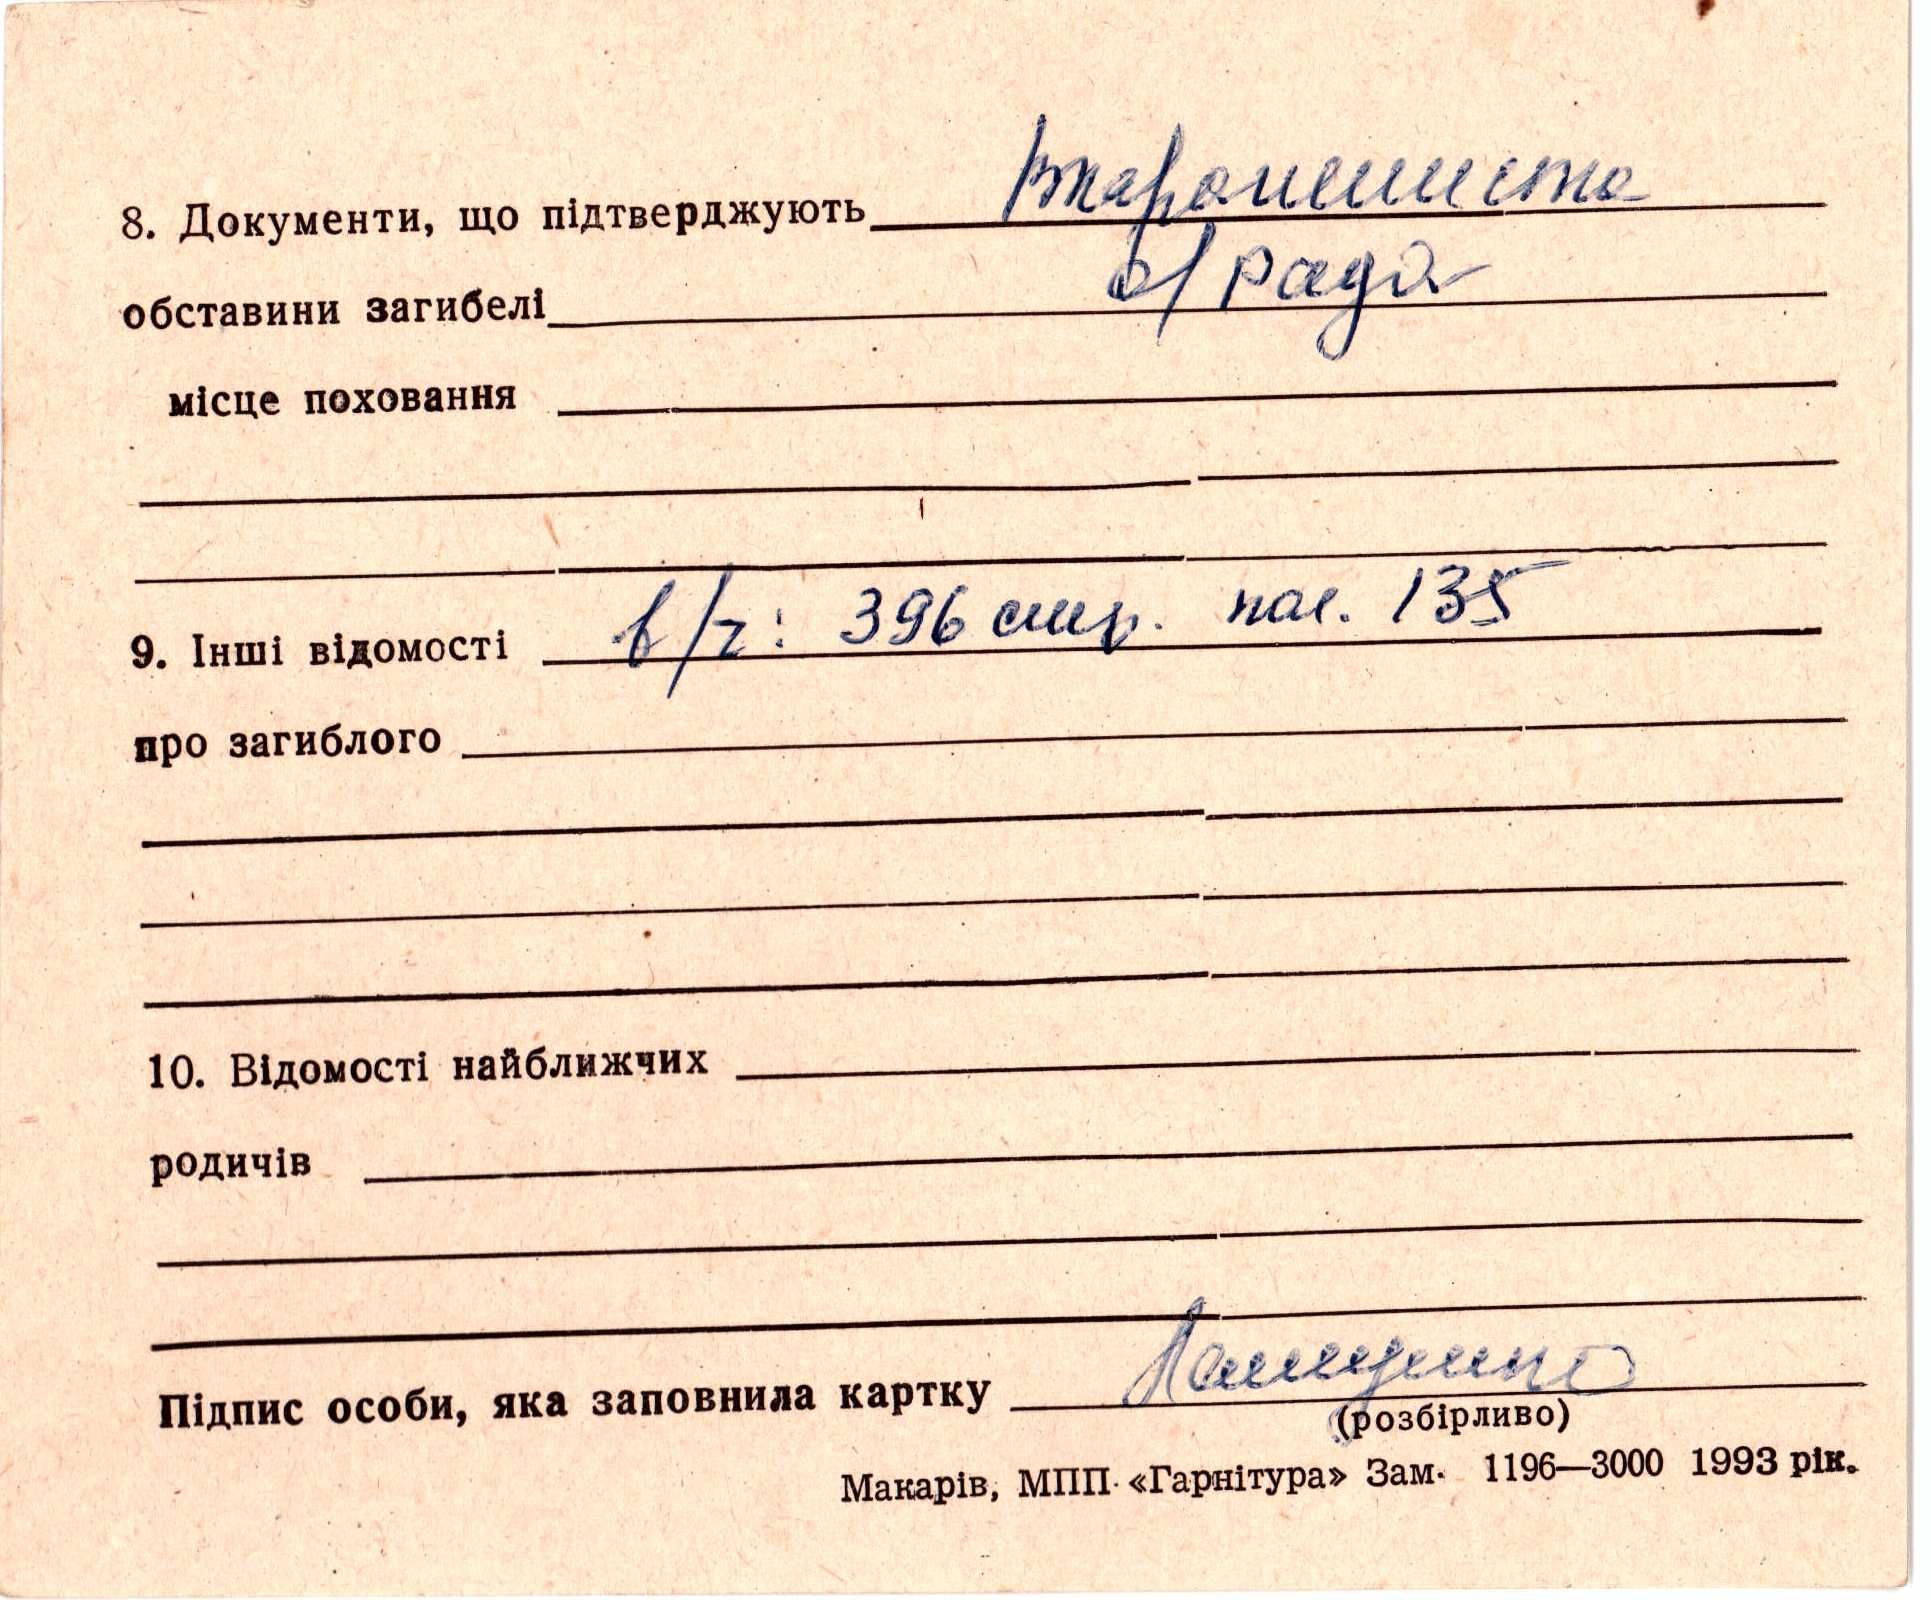 8. Документи, що підтверджують
обставини загибелі с/рада
місце поховання
9. Інші відомості в/ч: 396 стр. пол. 135
про загиблого
10. Відомості найближчих
родичів
Підпис особи, яка заповнила картку
(розбірливо)
Макарів, МПП «Гарнітура» Зам. 1196—3000 1993 рік.